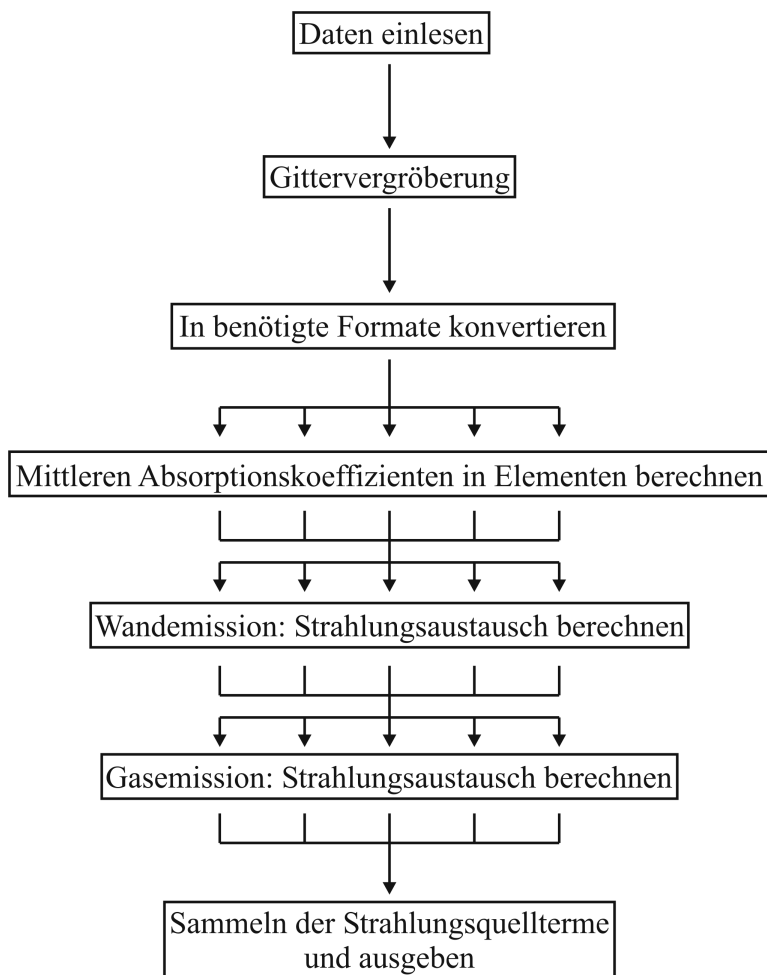 Daten einlesen
Gittervergröberung
In benötigte Formate konvertieren
Mittleren Absorptionskoeffizienten in Elementen berechnen
Wandemission: Strahlungsaustausch berechnen
Gasemission: Strahlungsaustausch berechnen
Sammeln der Strahlungsquellterme
und ausgeben